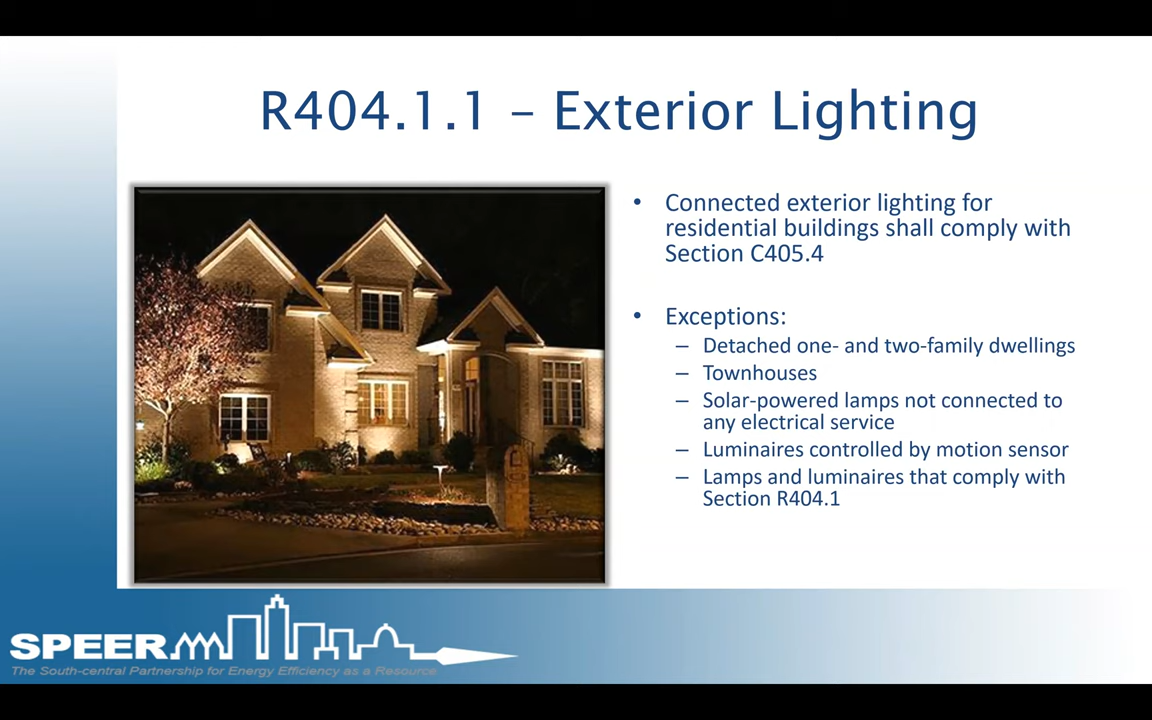 R404.1.1 – Exterior Lighting
• Connected exterior lighting for
residential buildings shall comply with
Section C405.4
• Exceptions:
– Detached one- and two-family dwellings
– Townhouses
– Solar-powered lamps not connected to
any electrical service
– Luminaires controlled by motion sensor
– Lamps and luminaires that comply with
Section R404.1
SPEER
The South-central Partnership for Energy Efficiency as a Resource